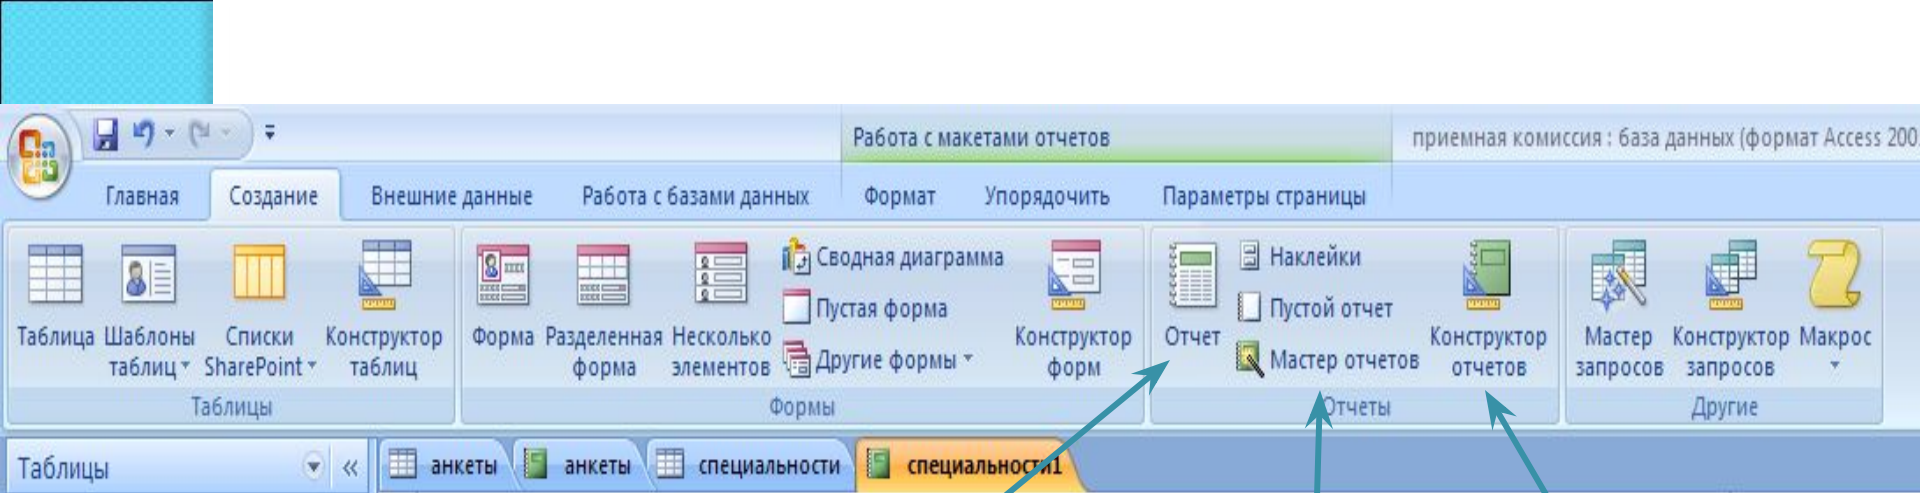 Работа с макетами отчетов
приемная комиссия : база данных (формат Access 200
Главная Создание Внешние данные Работа с базами данных Формат Упорядочить Параметры страницы
Таблица
Шаблоны
таблиц
Списки
SharePoint
Конструктор
таблиц
Таблицы
Форма
Разделенная
форма
Несколько
элементов
Сводная диаграмма
Пустая форма
Другие формы
Конструктор
форм
Формы
Отчет
Наклейки
Пустой отчет
Мастер отчетов
Конструктор
отчетов
Отчеты
Мастер
запросов
Конструктор
запросов
Макрос
Другие
Таблицы «
анкеты анкеты специальности специальности1